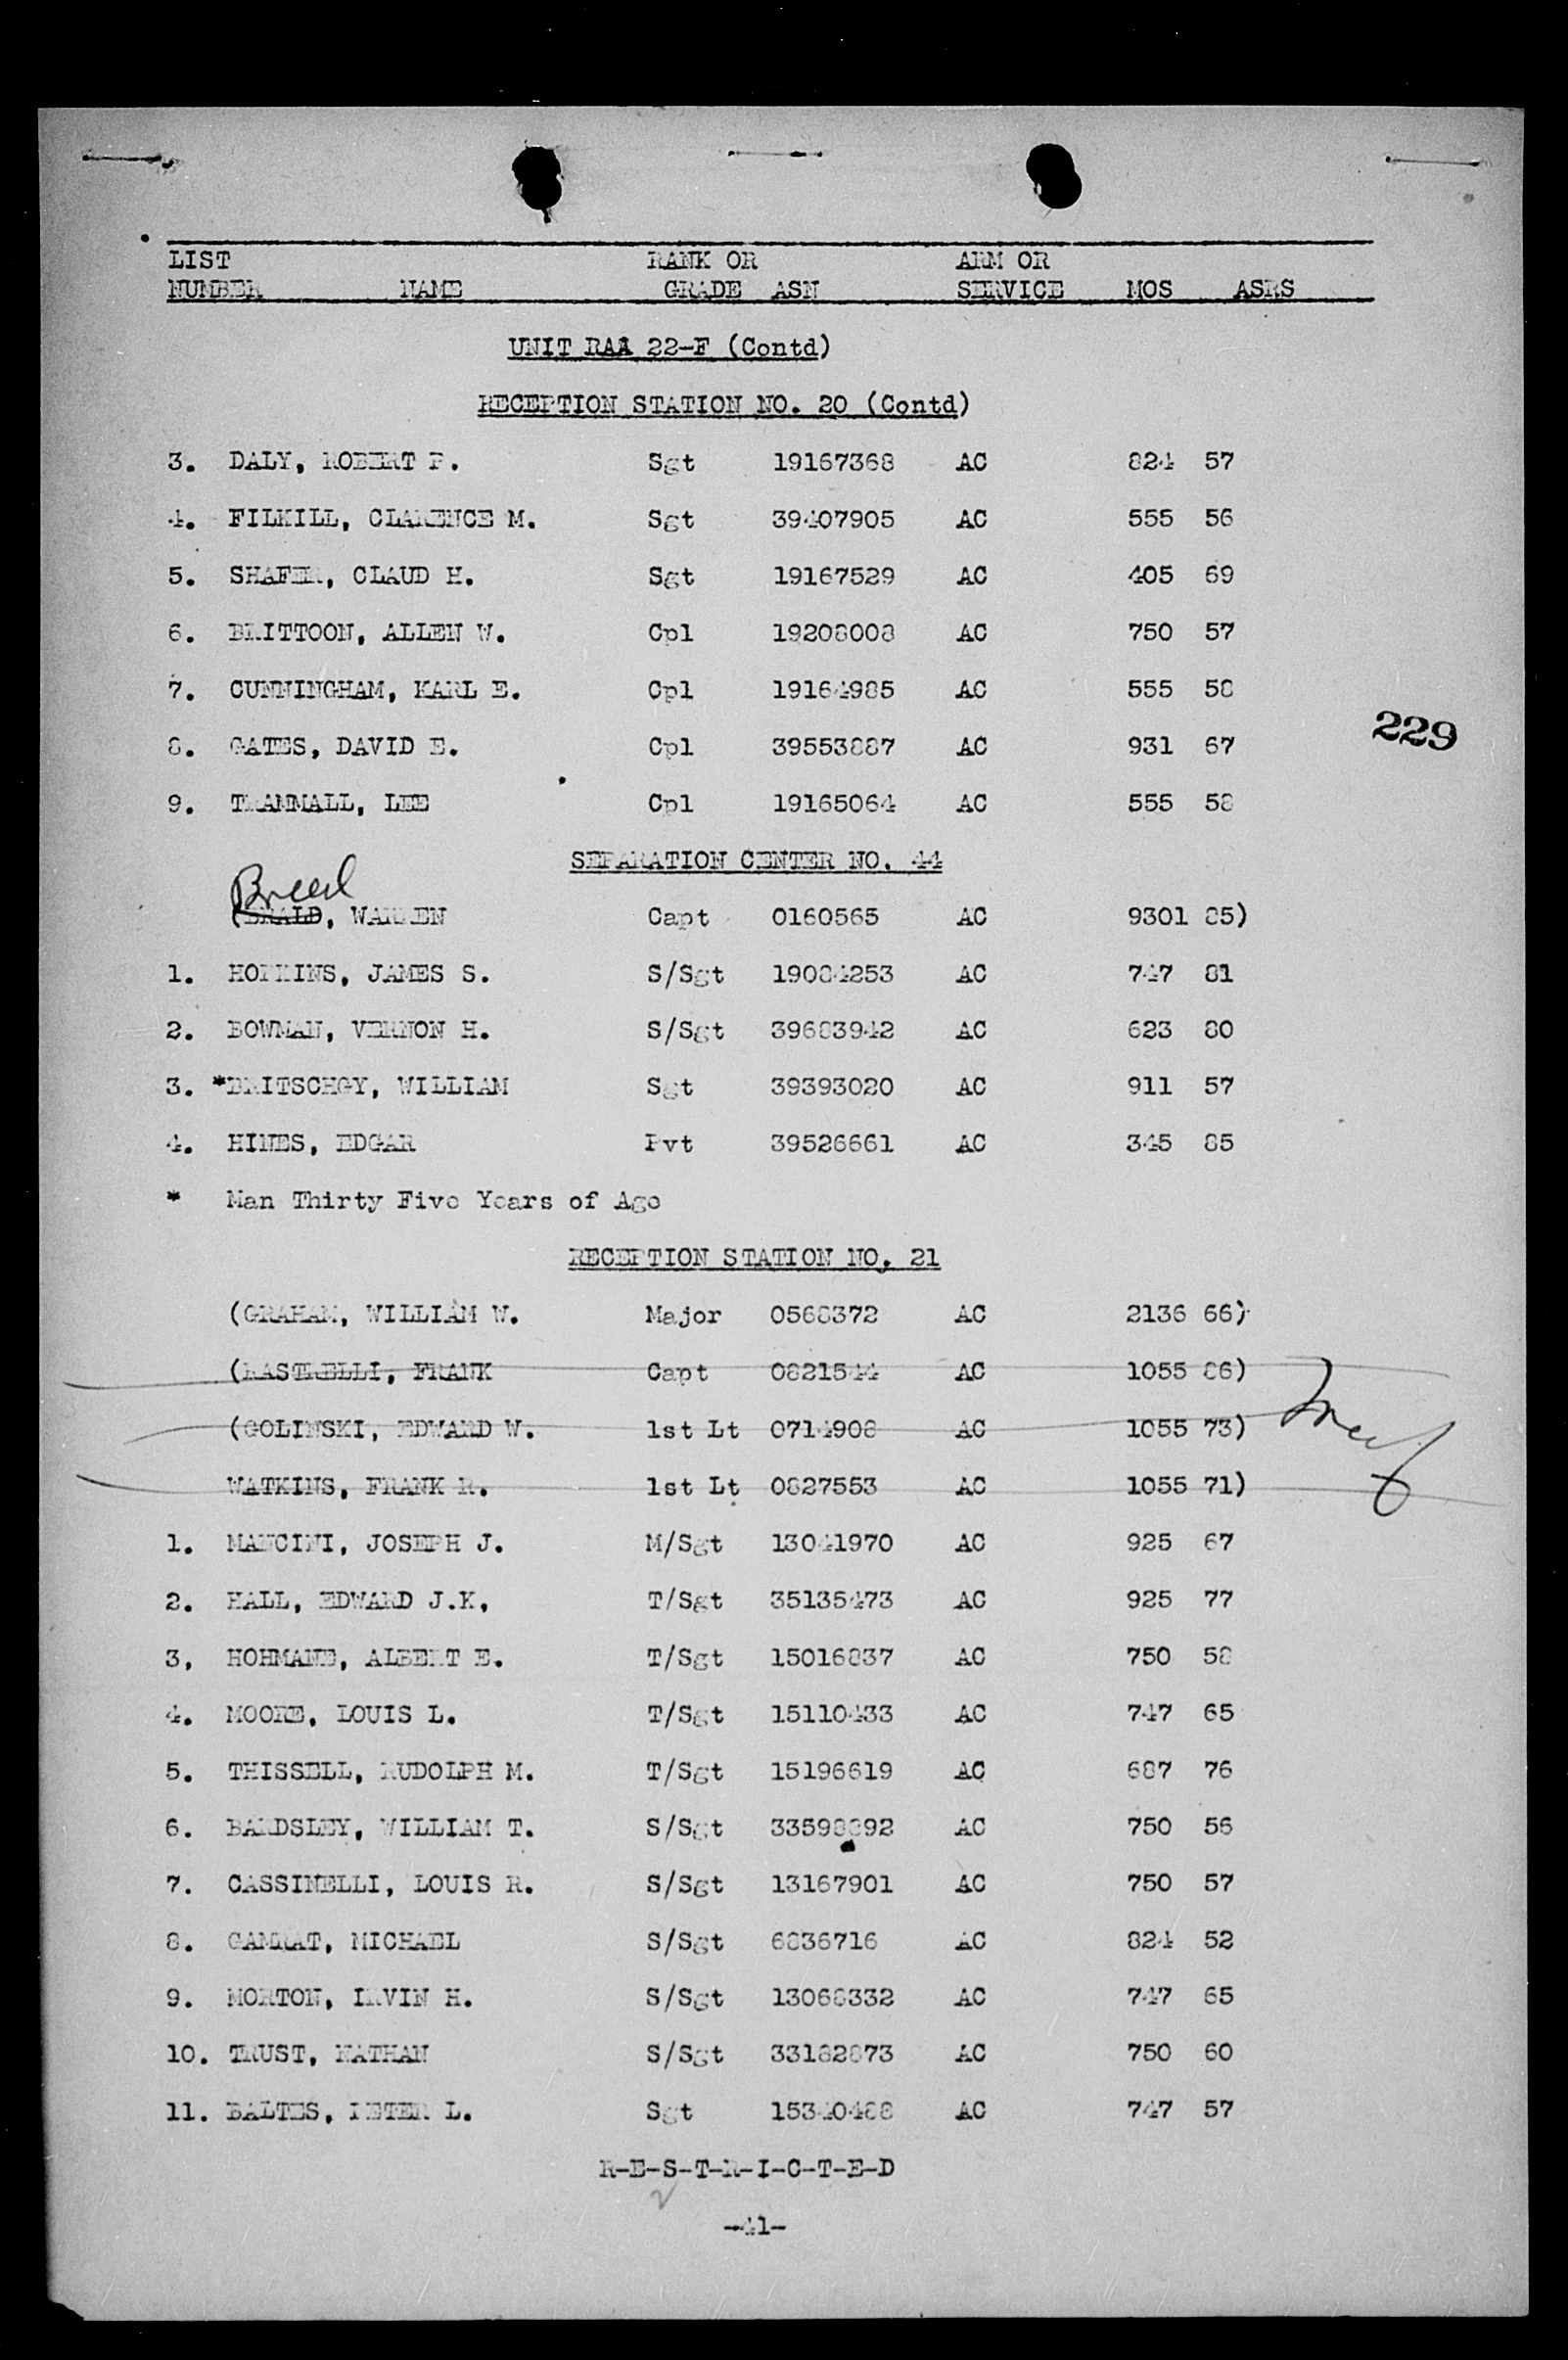 LIST RANK OR ARM OR
NUMBER NAME GRADE ASN SERVICE MOS ASRS
UNIT RAA 22-F (Contd)
RECEPTION STATION NO. 20 (Contd)
3. DALY, ROBERT P. Sgt 19167368 AC 824 57
4. FILKILL, CLARENCE M. Sgt 39407905 AC 555 56
5. SHAFER, CLAUD H. Sgt 19167529 AC 405 69
6. BRITTOON, ALLEN W. Cpl 19208008 AC 750 57
7. CUNNINGHAM, KARL E. Cpl 19164985 AC 555 58
229
8. GATES, DAVID E. Cpl 39553887 AC 931 67
9. TRAMMALL, LEE Cpl 19165064 AC 555 58
SEPARATION CENTER NO. 44
Breed
(BRALD, WARREN Capt 0160565 AC 9301 85)
1. HOPKINS, JAMES S. S/Sgt 19084253 AC 747 81
2. BOWMAN, VERNON H. S/Sgt 39683942 AC 623 80
3. *BRITSCHGY, WILLIAM Sgt 39393020 AC 911 57
4. HINES, EDGAR Pvt 39526661 AC 345 85
* Man Thirty Five Years of Age
RECEPTION STATION NO. 21
(GRAHAM, WILLIAM W. Major 0568372 AC 2136 66)
(RASTRELLI, FRANK Capt 0821544 AC 1055 86)
(GOLINSKI, EDWARD W. 1st Lt 0714908 AC 1055 73)
WATKINS, FRANK R. 1st Lt 0827553 AC 1055 71)
1. MANCINI, JOSEPH J. M/Sgt 13041970 AC 925 67
2. HALL, EDWARD J.K, T/Sgt 35135473 AC 925 77
3, HOHMANE, ALBERT E. T/Sgt 15016837 AC 750 58
4. MOORE, LOUIS L. T/Sgt 15110433 AC 747 65
5. THISSELL, RUDOLPH M. T/Sgt 15196619 AC 687 76
6. BARDSLEY, WILLIAM T. S/Sgt 33598892 AC 750 56
7. CASSINELLI, LOUIS R. S/Sgt 13167901 AC 750 57
8. GAMRAT, MICHAEL S/Sgt 6836716 AC 824 52
9. MORTON, IRVIN H. S/Sgt 13068332 AC 747 65
10. TRUST, NATHAN S/Sgt 33182873 AC 750 60
11. BALTES, PETER L. Sgt 15340488 AC 747 57
R-E-S-T-R-I-C-T-E-D
-41-